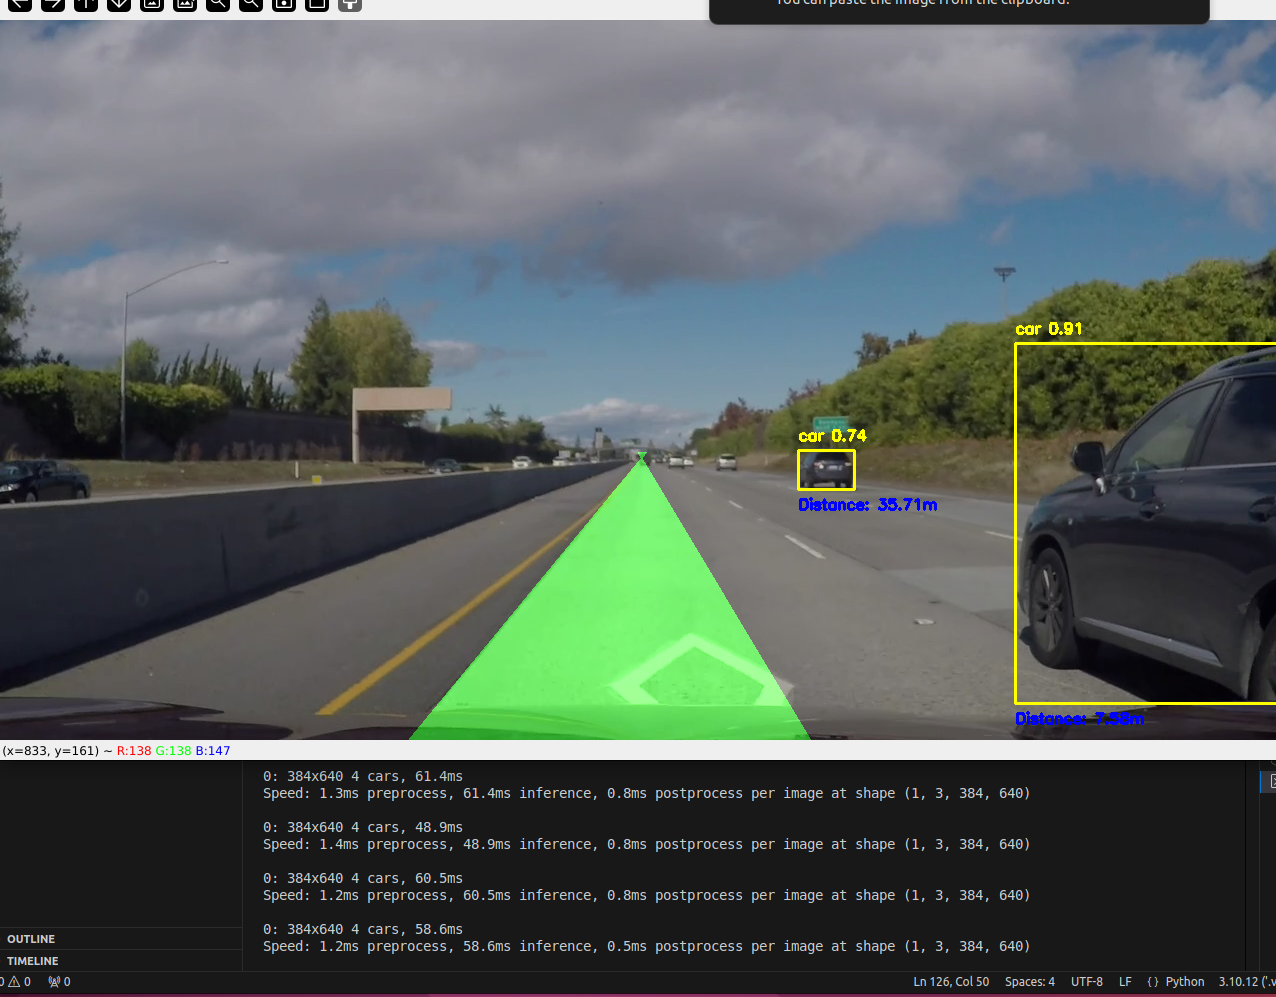 You can paste the image from the clipboard.
car 0.91
car 0.74
Distance: 35.71m
Distance: 7.58m
(x=833, y=161) ~ R:138 G:138 B:147
0: 384x640 4 cars, 61.4ms
Speed: 1.3ms preprocess, 61.4ms inference, 0.8ms postprocess per image at shape (1, 3, 384, 640)
0: 384x640 4 cars, 48.9ms
Speed: 1.4ms preprocess, 48.9ms inference, 0.8ms postprocess per image at shape (1, 3, 384, 640)
0: 384x640 4 cars, 60.5ms
Speed: 1.2ms preprocess, 60.5ms inference, 0.8ms postprocess per image at shape (1, 3, 384, 640)
0: 384x640 4 cars, 58.6ms
Speed: 1.2ms preprocess, 58.6ms inference, 0.5ms postprocess per image at shape (1, 3, 384, 640)
OUTLINE
TIMELINE
0 0 0 Ln 126, Col 50 Spaces: 4 UTF-8 LF {} Python 3.10.12 ('.v